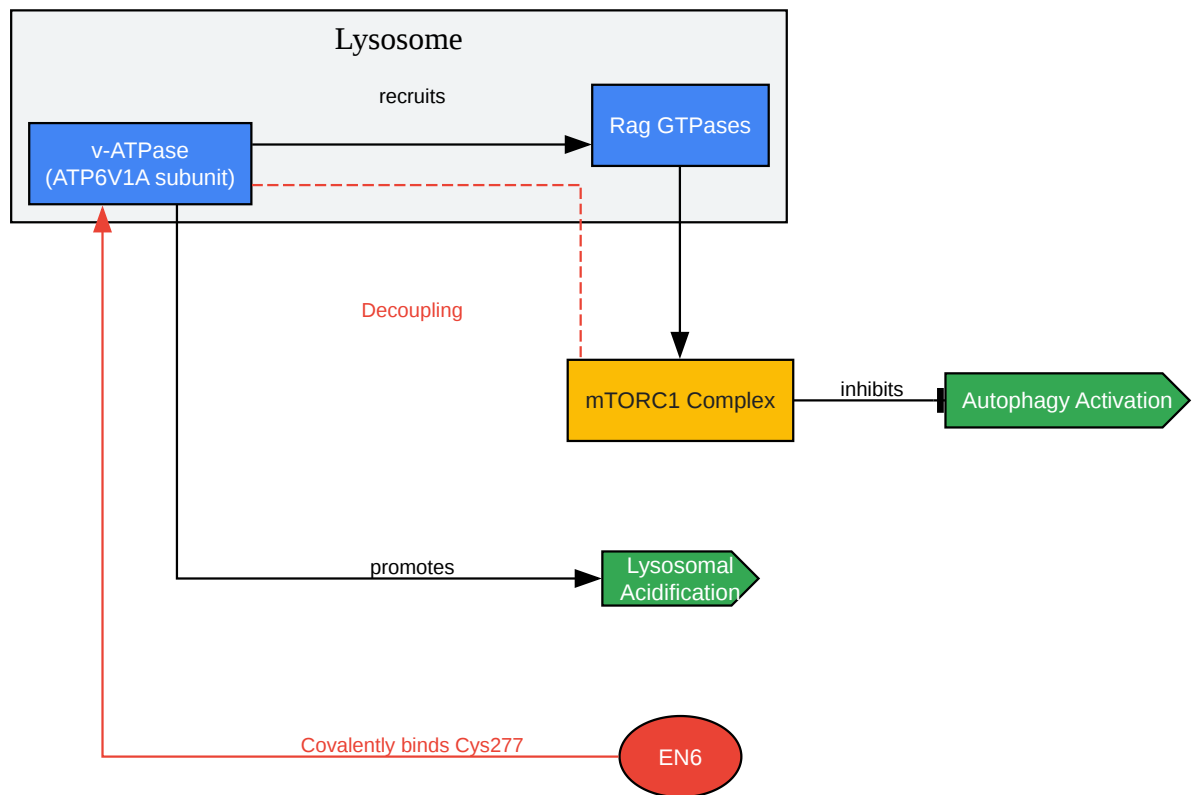 Lysosome
recruits
Rag GTPases
v-ATPase
(ATP6V1A subunit)
Decoupling
mTORC1 Complex
inhibits
Autophagy Activation
promotes
Lysosomal
Acidification
Covalently binds Cys277
EN6